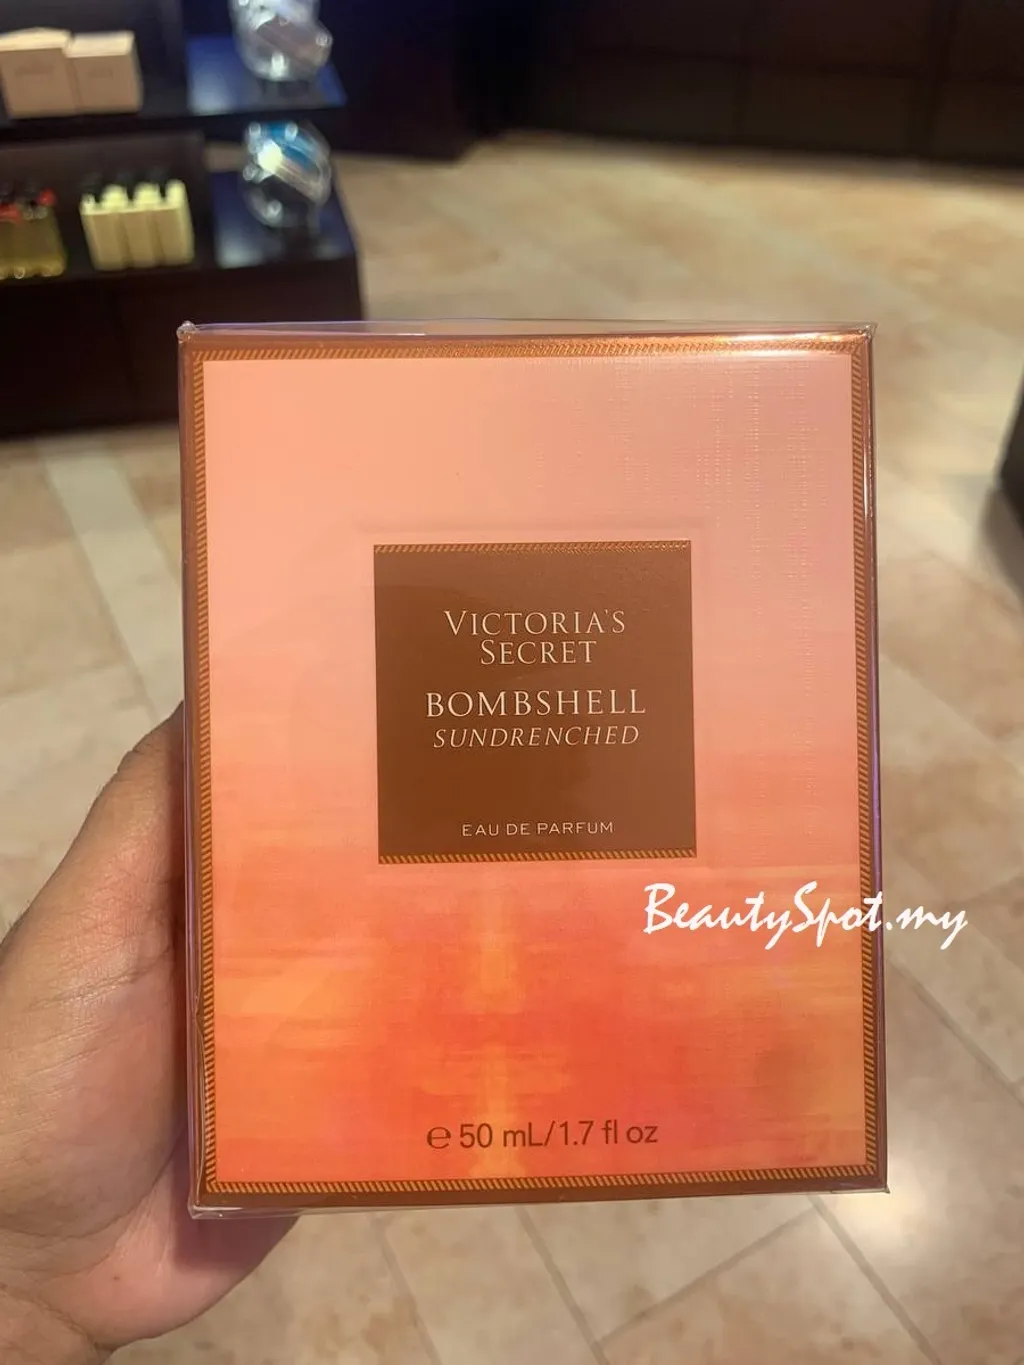 VICTORIA'S
SECRET
BOMBSHELL
SUNDRENCHED
EAU DE PARFUM
BeautySpot.my
℮ 50 mL/1.7 fl oz